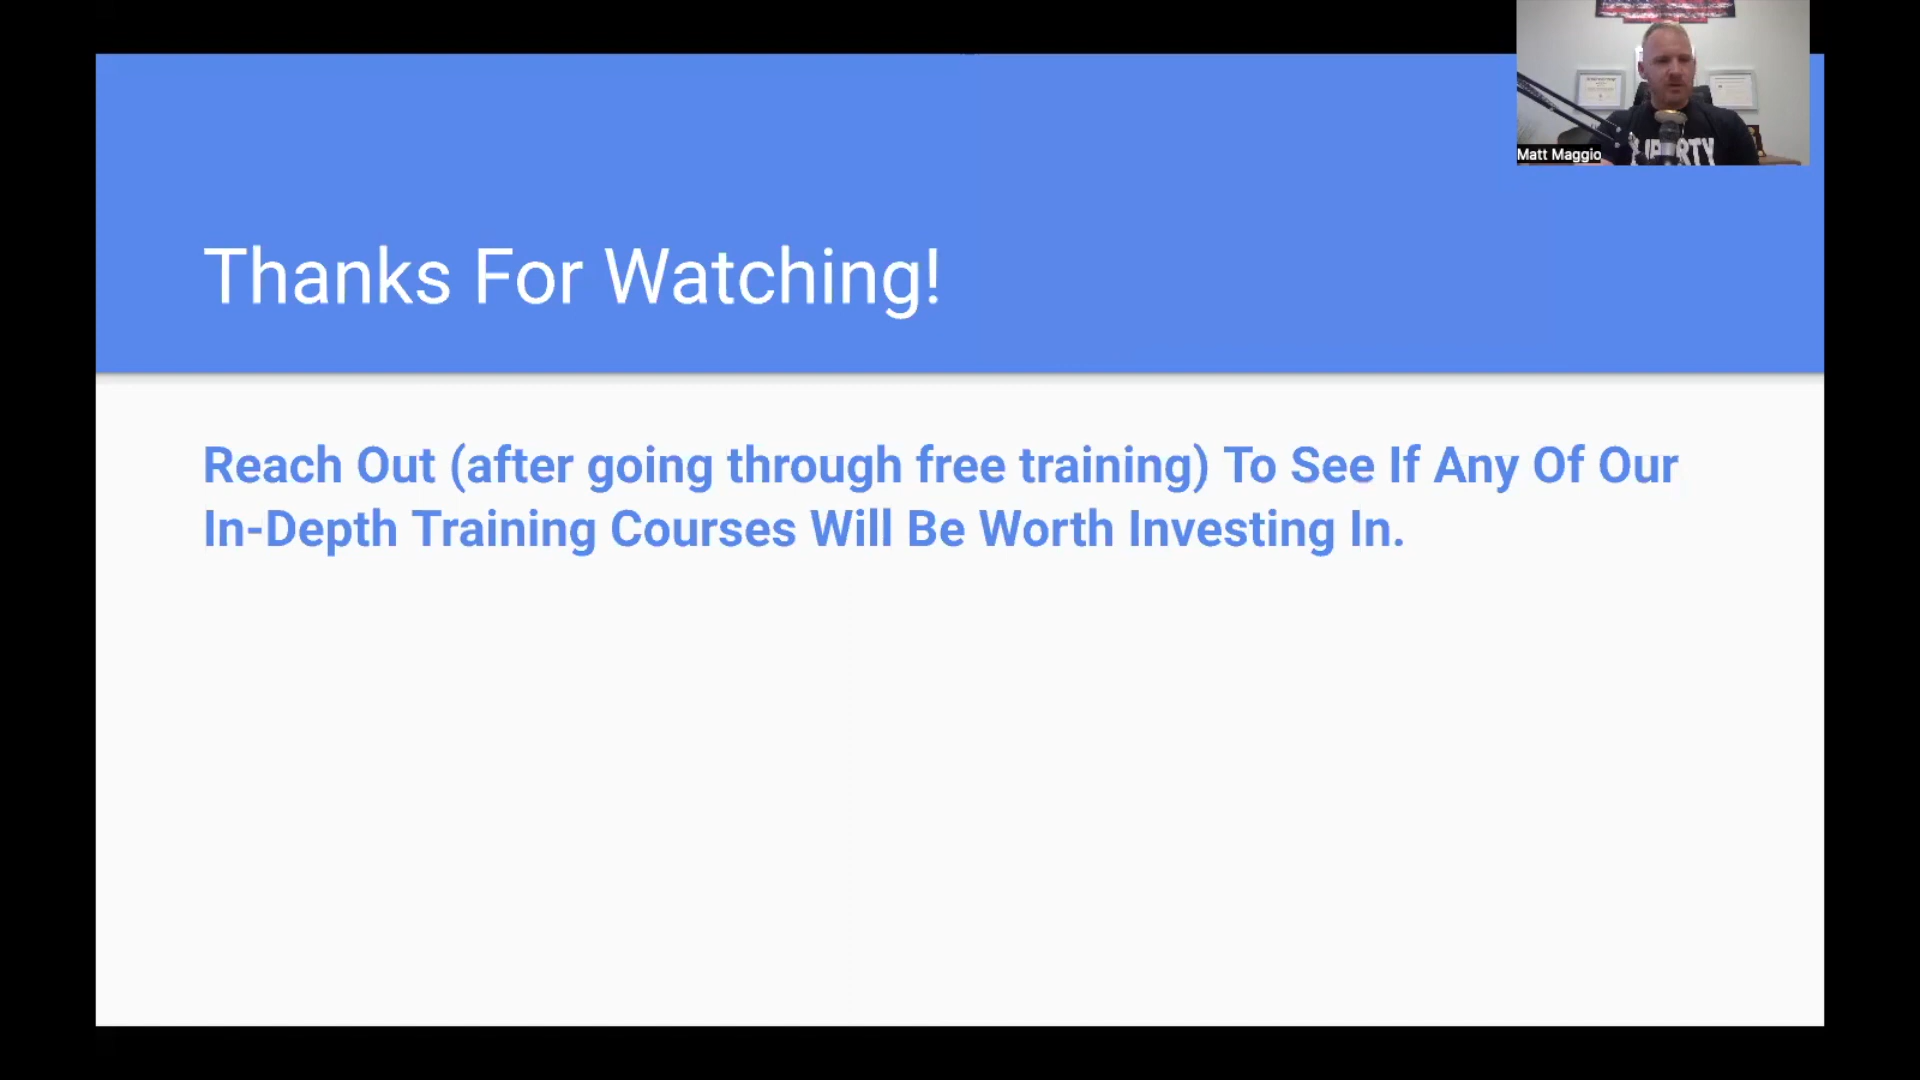 Matt Maggio
Thanks For Watching!
Reach Out (after going through free training) To See If Any Of Our
In-Depth Training Courses Will Be Worth Investing In.